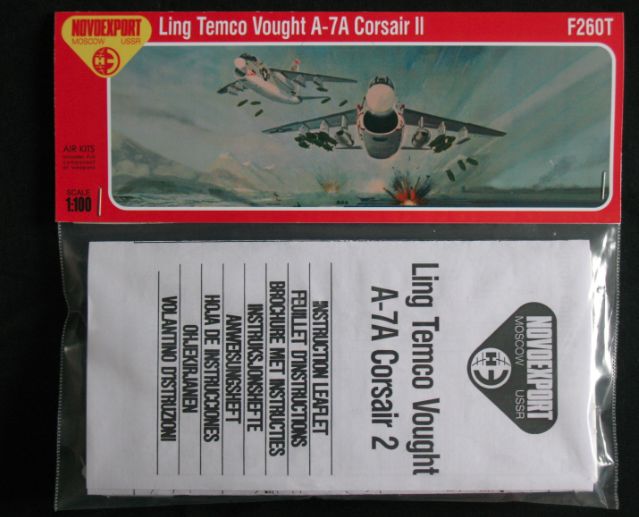 NOVOEXPORT
MOSCOW USSR
Ling Temco Vought A-7A Corsair II
F260T
AIR KITS
SCALE
1:100
NOVOEXPORT
MOSCOW USSR
Ling Temco Vought
A-7A Corsair 2
INSTRUCTION LEAFLET
FEUILLET D'INSTRUCTIONS
BROCHURE MET INSTRUCTIES
INSTRUKSJONSHEFTE
ANWEISUNGSHEFT
HOJA DE INSTRUCCIONES
OHJEKIRJANEN
VOLANTINO D'ISTRUZIONI